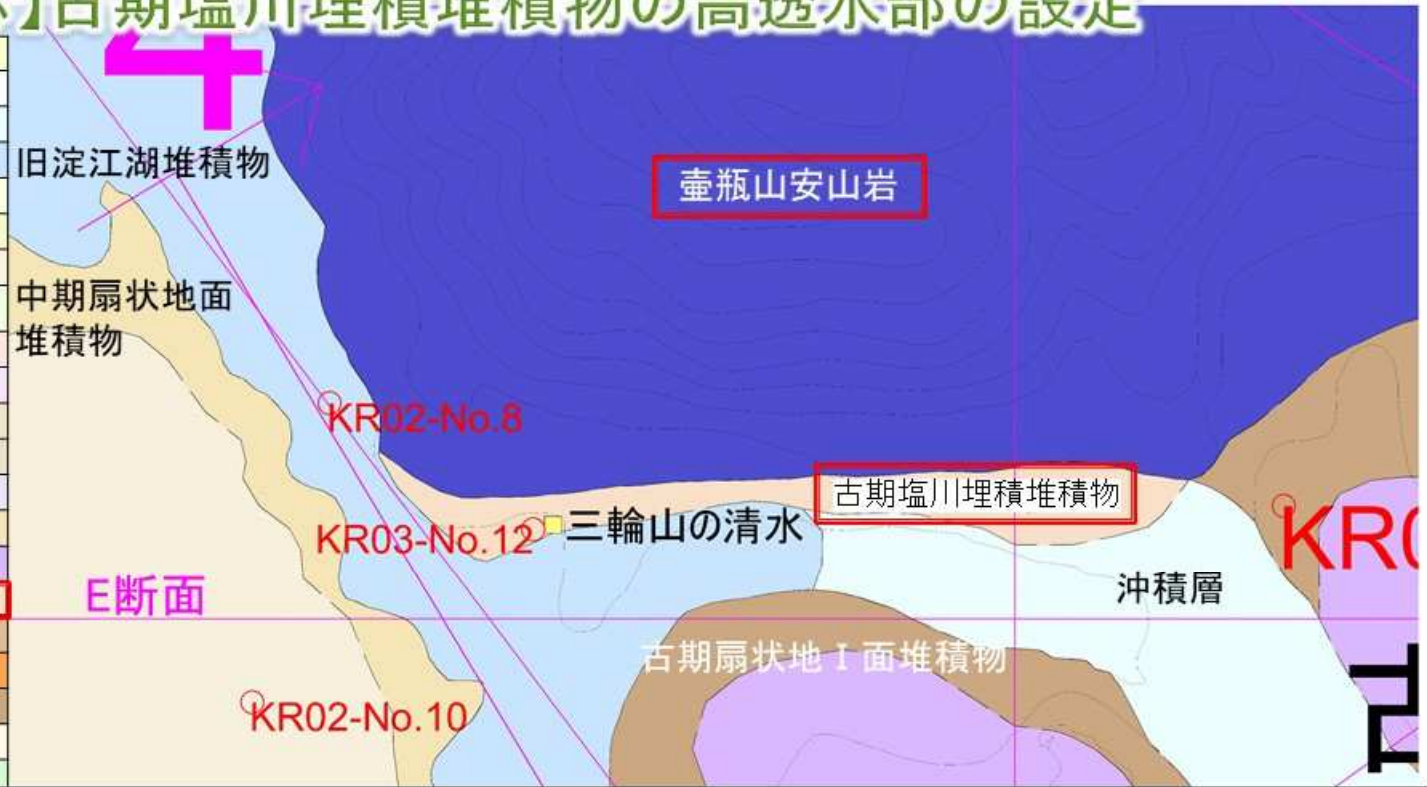 】古期塩川埋積堆積物の高透水部の設定
旧淀江湖堆積物
壷瓶山安山岩
中期扇状地面
堆積物
KR02-No.8
古期塩川埋積堆積物
KR03-No.12
三輪山の清水
KR0
E断面
沖積層
古期扇状地Ⅰ面堆積物
KR02-No.10
古